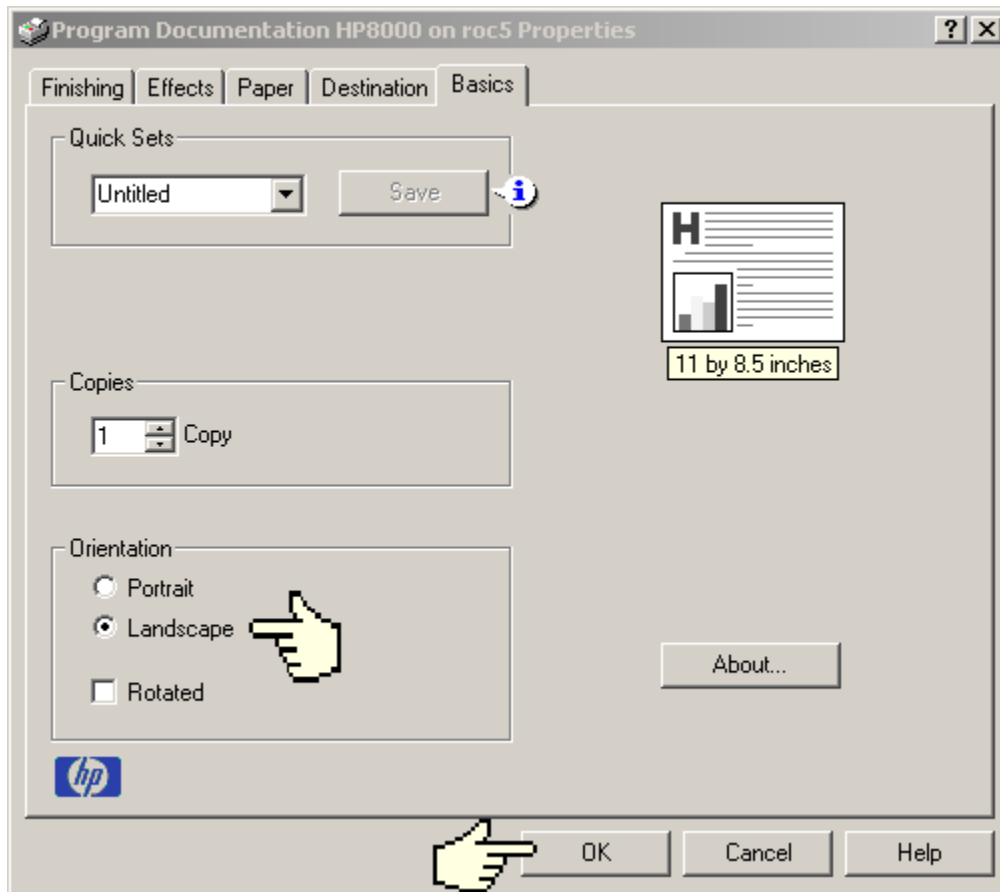 Program Documentation HP8000 on roc5 Properties
Finishing Effects Paper Destination Basics
Quick Sets
Untitled Save
H
11 by 8.5 inches
Copies
1 Copy
Orientation
Portrait
Landscape
Rotated
About...
hp
OK Cancel Help